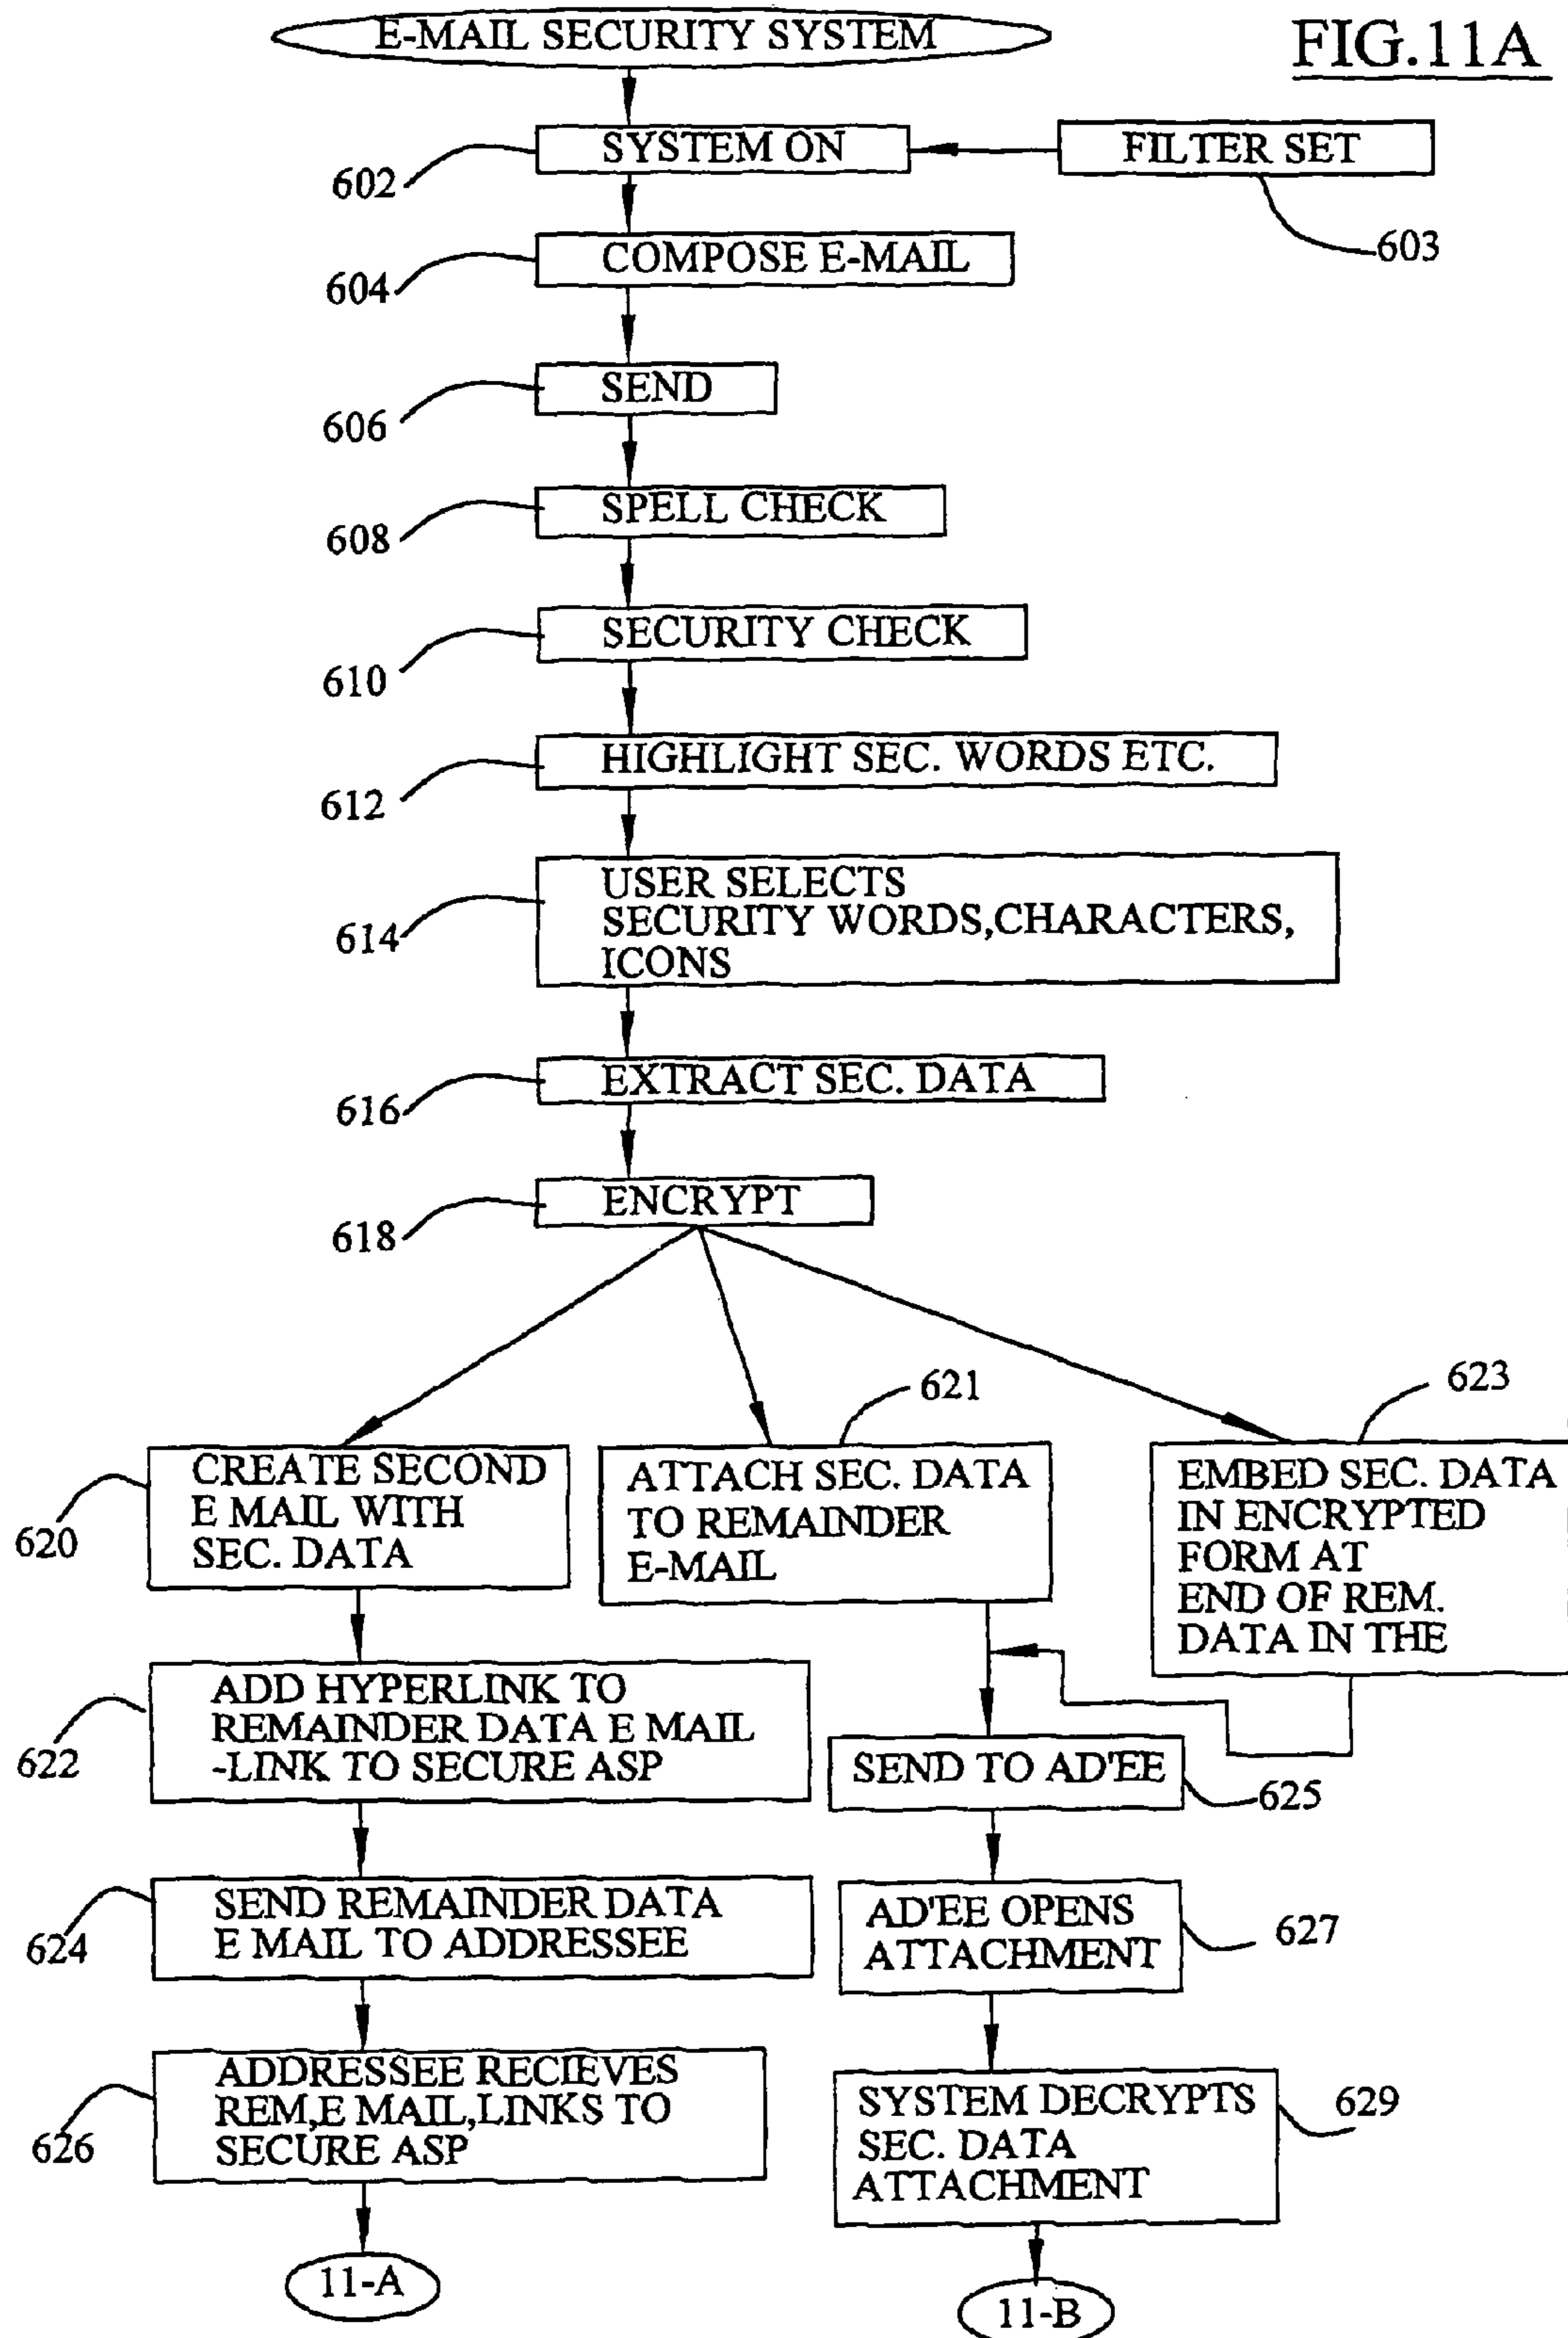 E-MAIL SECURITY SYSTEM
FIG.11A
SYSTEM ON
FILTER SET
602
603
COMPOSE E-MAIL
604
SEND
606
SPELL CHECK
608
SECURITY CHECK
610
HIGHLIGHT SEC. WORDS ETC.
612
USER SELECTS
SECURITY WORDS,CHARACTERS,
ICONS
614
EXTRACT SEC. DATA
616
ENCRYPT
618
CREATE SECOND
E MAIL WITH
SEC. DATA
620
ATTACH SEC. DATA
TO REMAINDER
E-MAIL
621
EMBED SEC. DATA
IN ENCRYPTED
FORM AT
END OF REM.
DATA IN THE
623
ADD HYPERLINK TO
REMAINDER DATA E MAIL
-LINK TO SECURE ASP
622
SEND TO AD'EE
625
SEND REMAINDER DATA
E MAIL TO ADDRESSEE
624
AD'EE OPENS
ATTACHMENT
627
ADDRESSEE RECIEVES
REM,E MAIL,LINKS TO
SECURE ASP
626
SYSTEM DECRYPTS
SEC. DATA
ATTACHMENT
629
11-A
11-B